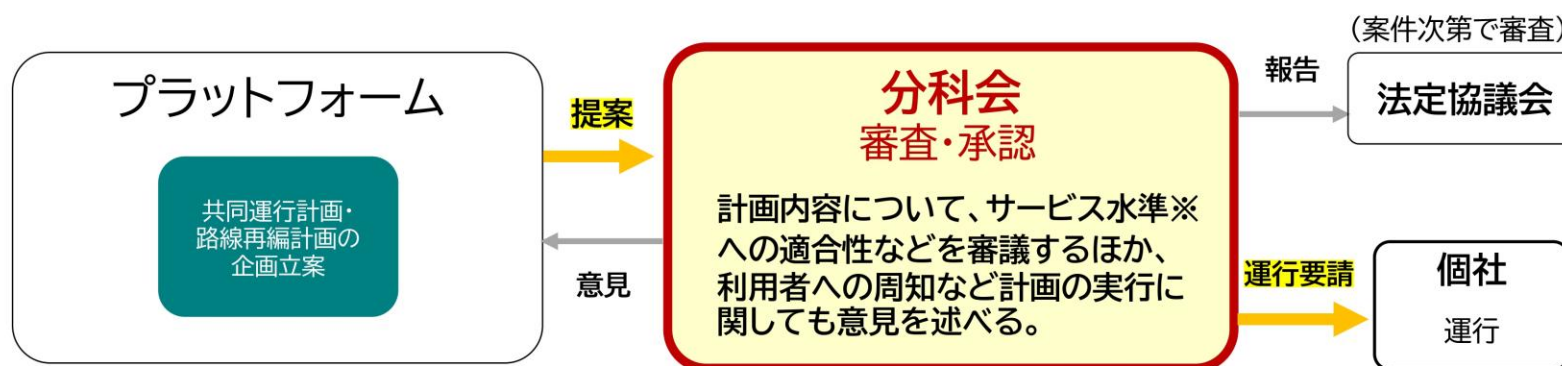 プラットフォーム
共同運行計画・
路線再編計画の
企画立案
提案
意見
分科会
審査・承認
計画内容について、サービス水準※
への適合性などを審議するほか、
利用者への周知など計画の実行に
関しても意見を述べる。
報告
（案件次第で審査）
法定協議会
運行要請
個社
運行